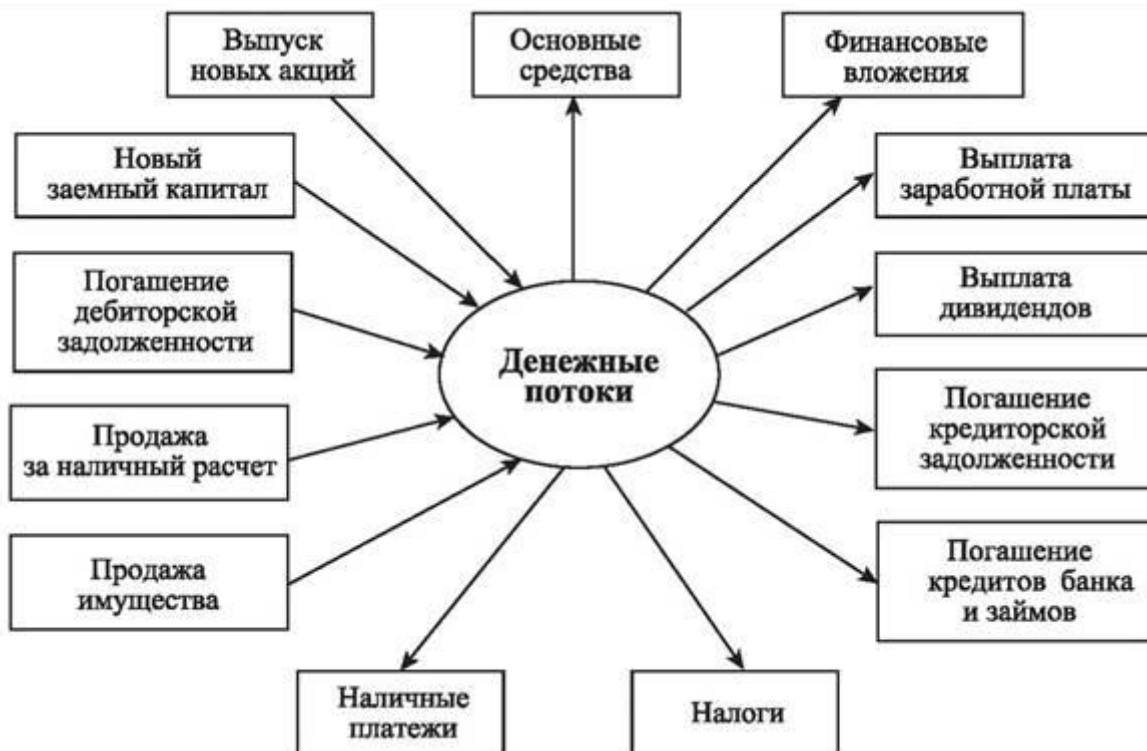 Выпуск
новых акций
Основные
средства
Финансовые
вложения
Новый
заемный капитал
Выплата
заработной платы
Погашение
дебиторской
задолженности
Выплата
дивидендов
Денежные
потоки
Продажа
за наличный расчет
Погашение
кредиторской
задолженности
Продажа
имущества
Погашение
кредитов банка
и займов
Наличные
платежи
Налоги